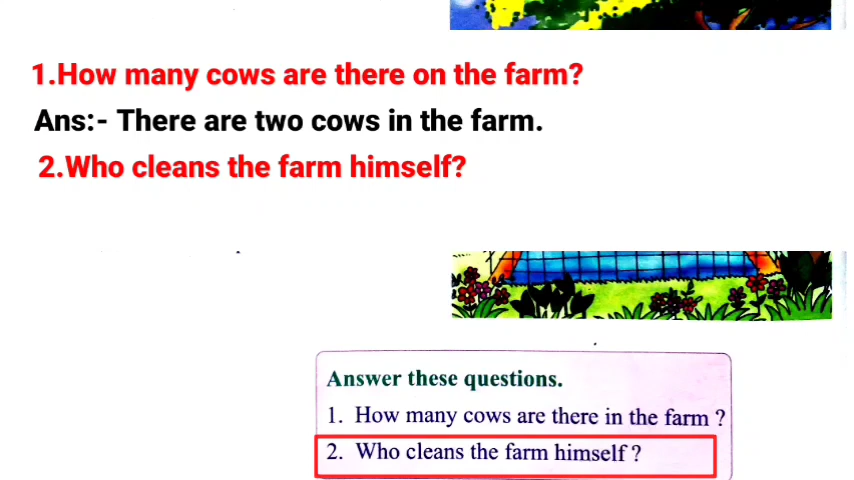 1.How many cows are there on the farm?
Ans:- There are two cows in the farm.
2.Who cleans the farm himself?
Answer these questions.
1. How many cows are there in the farm ?
2. Who cleans the farm himself ?